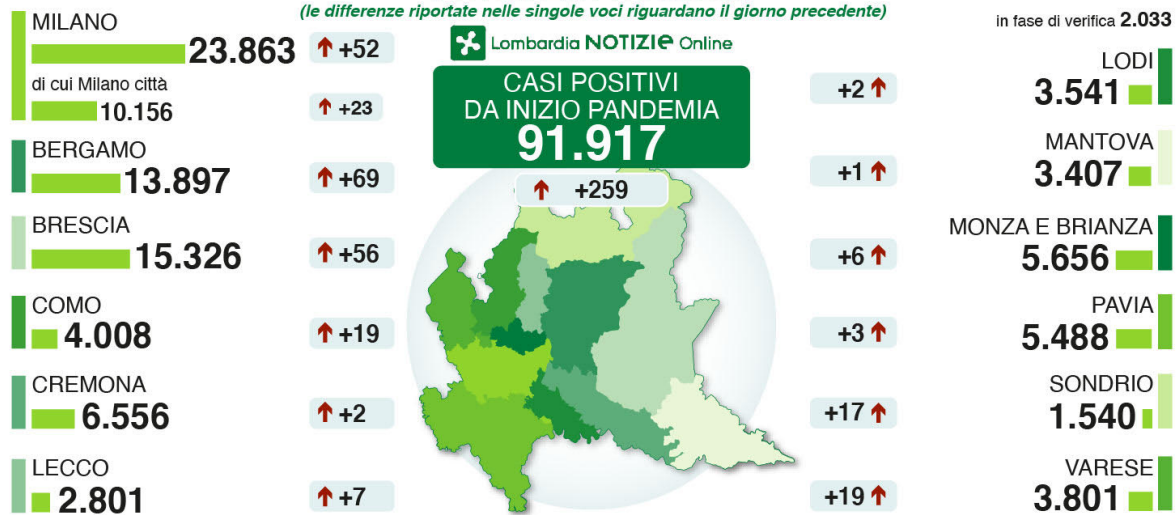 (le differenze riportate nelle singole voci riguardano il giorno precedente)
Lombardia NOTIZIE Online
CASI POSITIVI
DA INIZIO PANDEMIA
91.917
+259
MILANO
23.863
+52
di cui Milano città
10.156
+23
BERGAMO
13.897
+69
BRESCIA
15.326
+56
COMO
4.008
+19
CREMONA
6.556
+2
LECCO
2.801
+7
in fase di verifica 2.033
LODI
+2
3.541
MANTOVA
+1
3.407
MONZA E BRIANZA
+6
5.656
PAVIA
+3
5.488
SONDRIO
+17
1.540
VARESE
+19
3.801